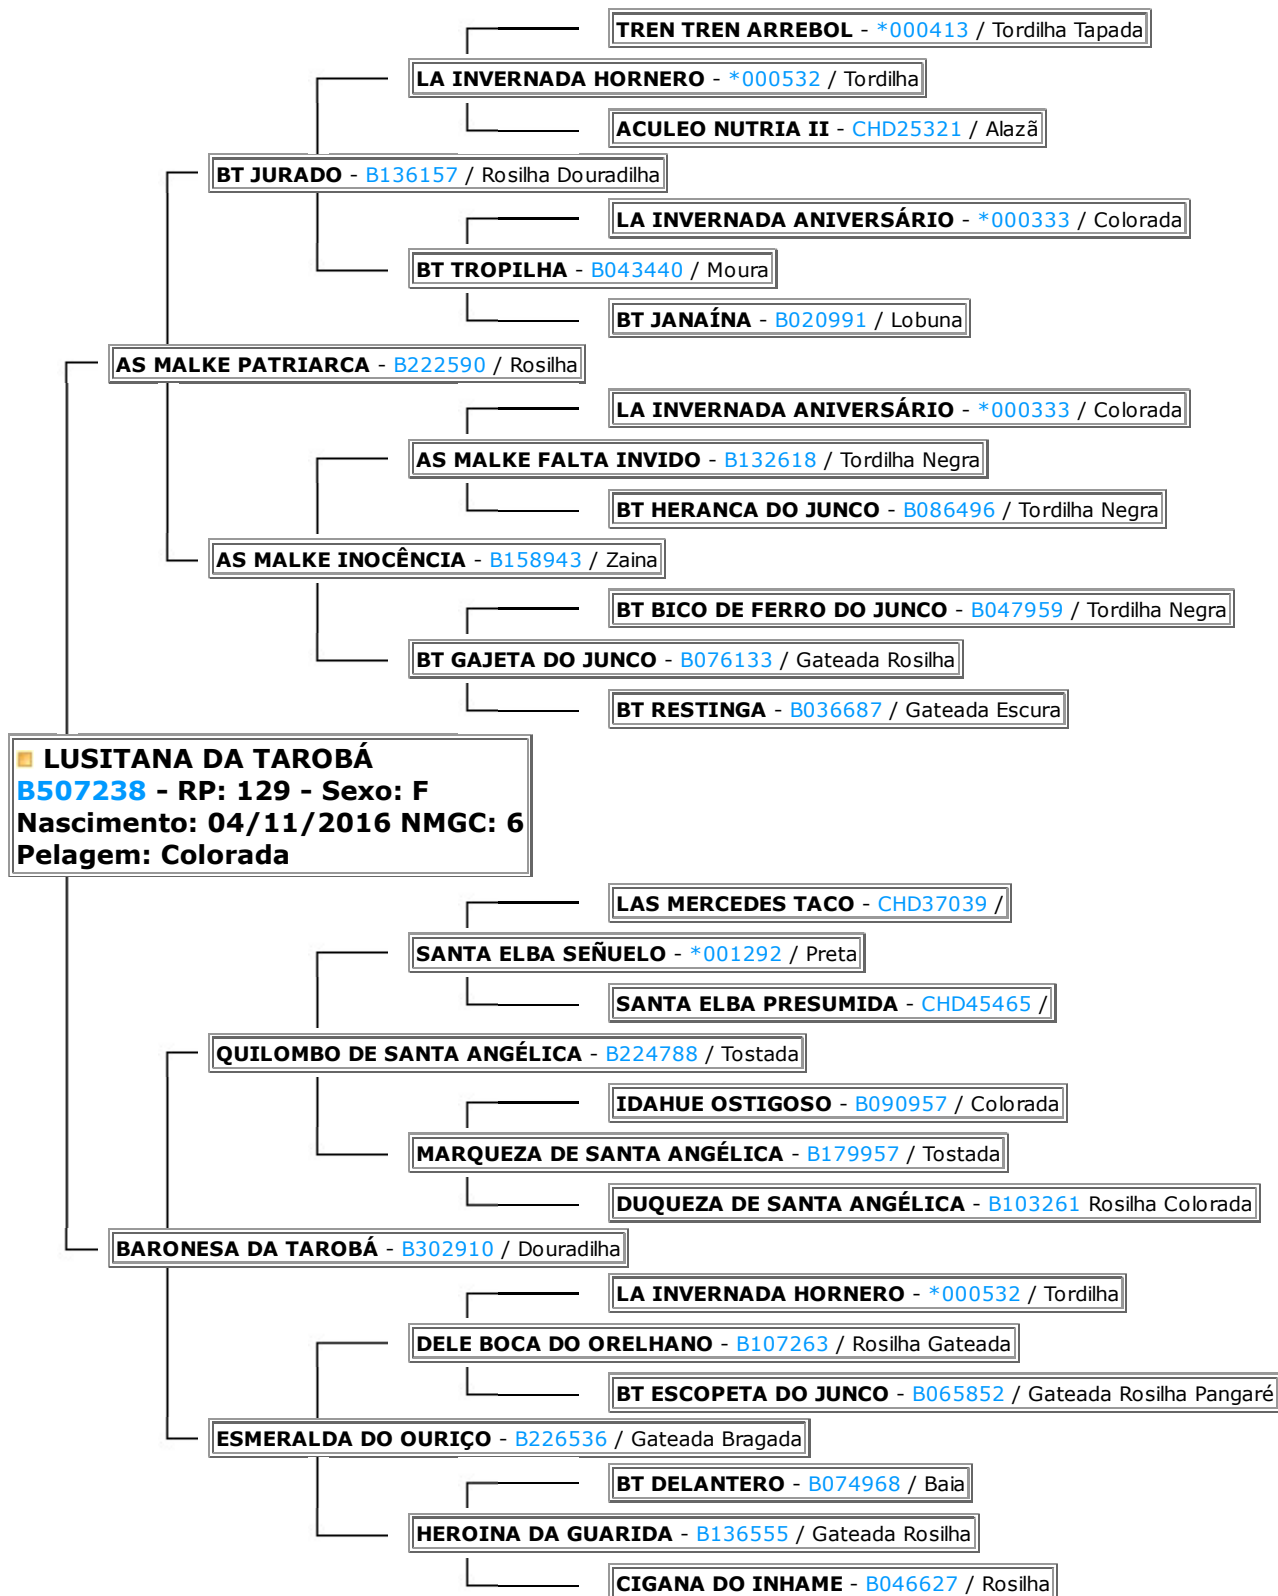 TREN TREN ARREBOL - *000413 / Tordilha Tapada
LA INVERNADA HORNERO - *000532 / Tordilha
ACULEO NUTRIA II - CHD25321 / Alazã
BT JURADO - B136157 / Rosilha Douradilha
LA INVERNADA ANIVERSÁRIO - *000333 / Colorada
BT TROPILHA - B043440 / Moura
BT JANAÍNA - B020991 / Lobuna
AS MALKE PATRIARCA - B222590 / Rosilha
LA INVERNADA ANIVERSÁRIO - *000333 / Colorada
AS MALKE FALTA INVIDO - B132618 / Tordilha Negra
BT HERANCA DO JUNCO - B086496 / Tordilha Negra
AS MALKE INOCÊNCIA - B158943 / Zaina
BT BICO DE FERRO DO JUNCO - B047959 / Tordilha Negra
BT GAJETA DO JUNCO - B076133 / Gateada Rosilha
BT RESTINGA - B036687 / Gateada Escura
LUSITANA DA TAROBÁ
B507238 - RP: 129 - Sexo: F
Nascimento: 04/11/2016 NMGC: 6
Pelagem: Colorada
LAS MERCEDES TACO - CHD37039 /
SANTA ELBA SEÑUELO - *001292 / Preta
SANTA ELBA PRESUMIDA - CHD45465 /
QUILOMBO DE SANTA ANGÉLICA - B224788 / Tostada
IDAHUE OSTIGOSO - B090957 / Colorada
MARQUEZA DE SANTA ANGÉLICA - B179957 / Tostada
DUQUEZA DE SANTA ANGÉLICA - B103261 Rosilha Colorada
BARONESA DA TAROBÁ - B302910 / Douradilha
LA INVERNADA HORNERO - *000532 / Tordilha
DELE BOCA DO ORELHANO - B107263 / Rosilha Gateada
BT ESCOPETA DO JUNCO - B065852 / Gateada Rosilha Pangaré
ESMERALDA DO OURIÇO - B226536 / Gateada Bragada
BT DELANTERO - B074968 / Baia
HEROINA DA GUARIDA - B136555 / Gateada Rosilha
CIGANA DO INHAME - B046627 / Rosilha